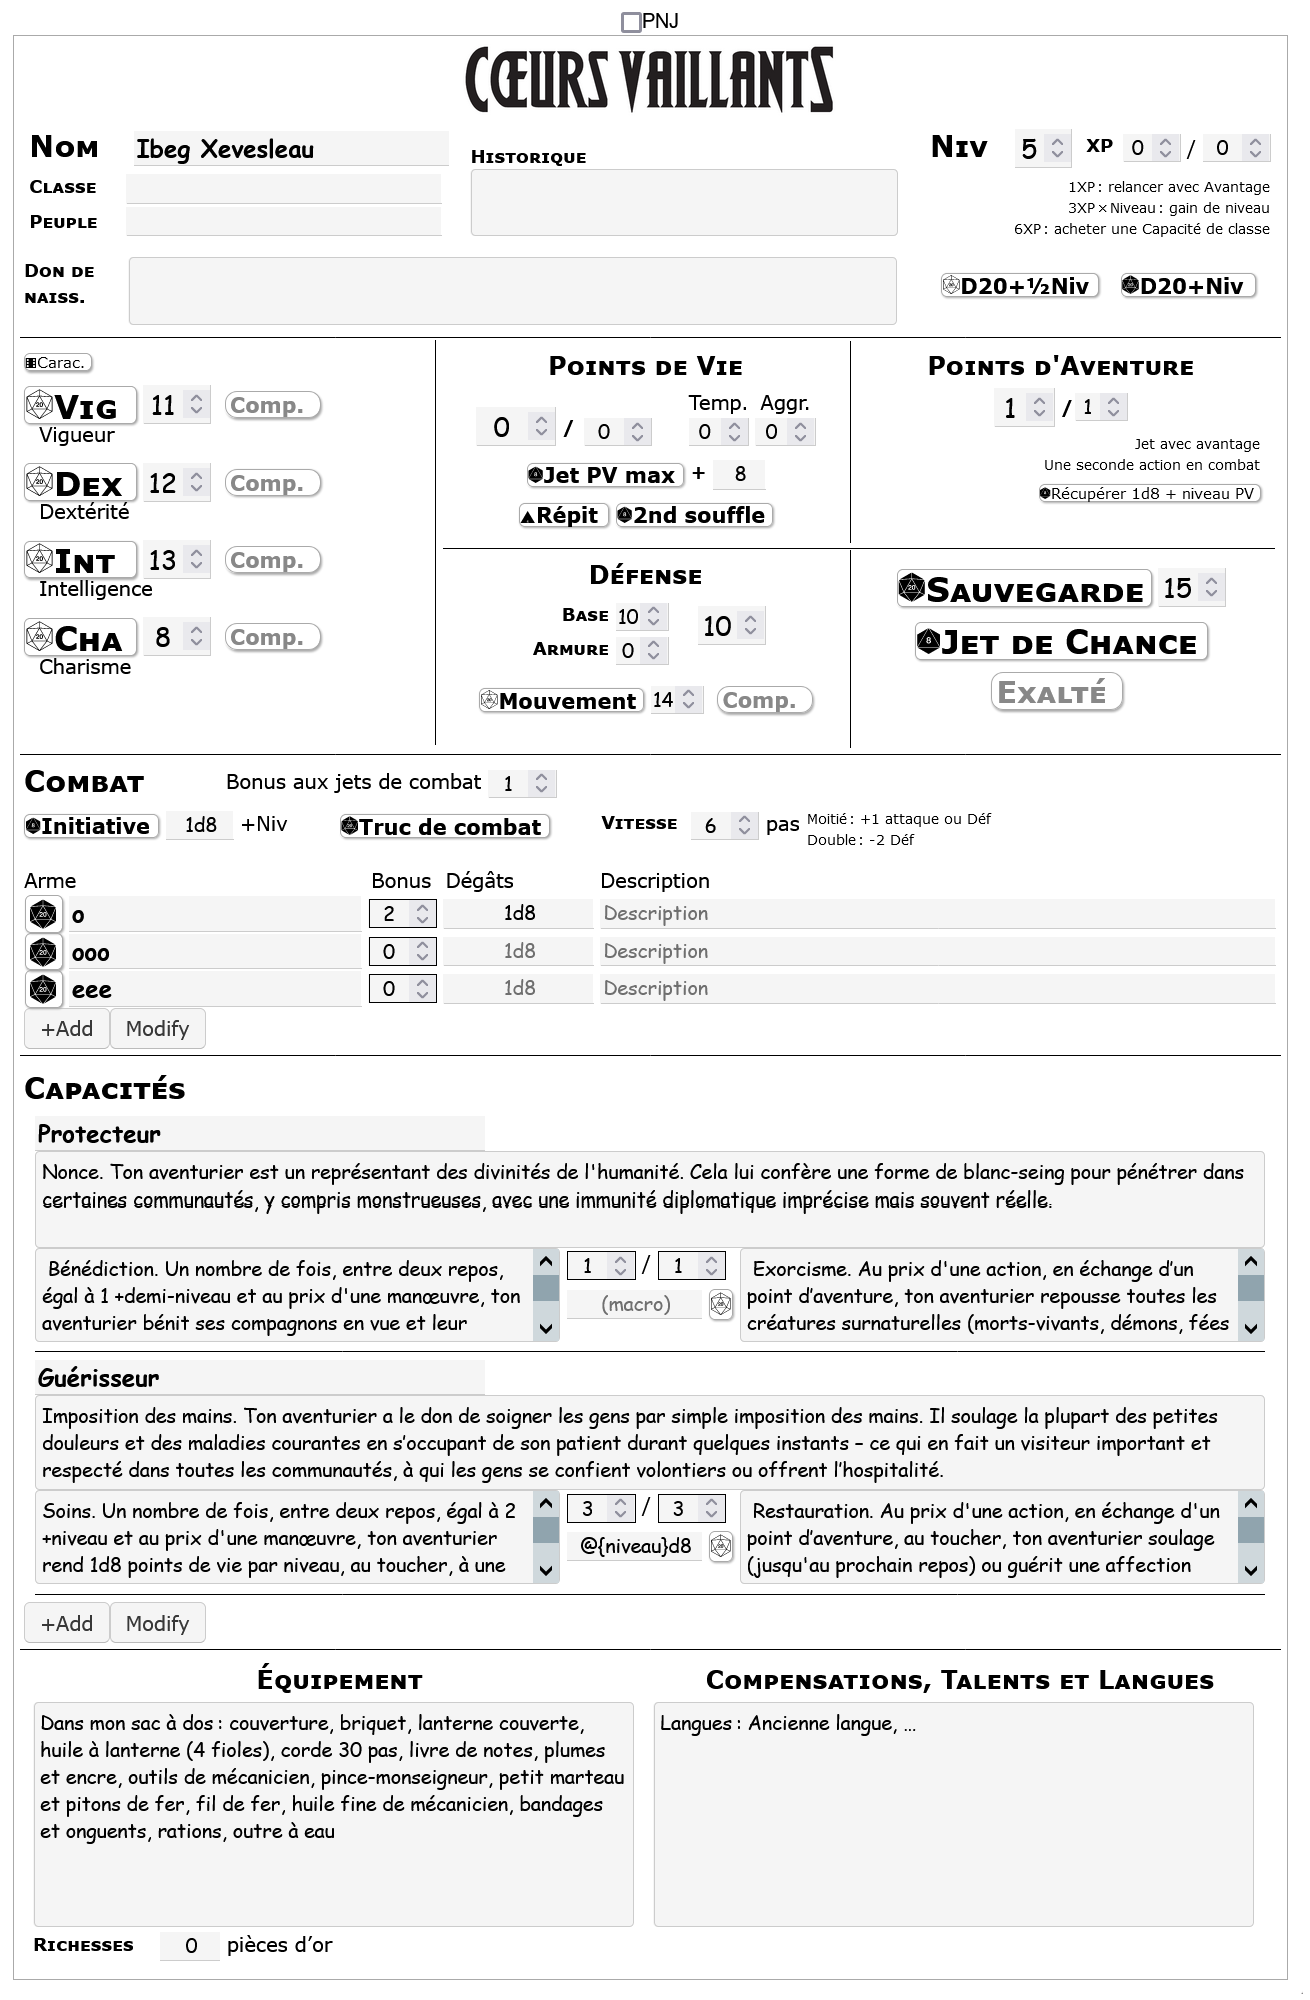 PNJ
CŒURS VAILLANTS
Nom Ibeg Xevesleau
Historique
Niv 5 XP 0 / 0
Classe
Peuple
1XP : relancer avec Avantage
3XP × Niveau : gain de niveau
6XP : acheter une Capacité de classe
Don de
naiss.
D20+½Niv D20+Niv
Carac.
Vig 11 Comp.
Vigueur
Dex 12 Comp.
Dextérité
Int 13 Comp.
Intelligence
Cha 8 Comp.
Charisme
Points de Vie
Temp. Aggr.
0 / 0 0 0
Jet PV max + 8
Répit 2nd souffle
Points d'Aventure
1 / 1
Jet avec avantage
Une seconde action en combat
Récupérer 1d8 + niveau PV
Défense
Base 10 10
Armure 0
Mouvement 14 Comp.
Sauvegarde 15
Jet de Chance
Exalté
Combat Bonus aux jets de combat 1
Initiative 1d8 +Niv Truc de combat Vitesse 6 pas
Moitié : +1 attaque ou Déf
Double : -2 Déf
Arme Bonus Dégâts Description
o 2 1d8 Description
ooo 0 1d8 Description
eee 0 1d8 Description
+Add Modify
Capacités
Protecteur
Nonce. Ton aventurier est un représentant des divinités de l'humanité. Cela lui confère une forme de blanc-seing pour pénétrer dans
certaines communautés, y compris monstrueuses, avec une immunité diplomatique imprécise mais souvent réelle.
Bénédiction. Un nombre de fois, entre deux repos,
égal à 1 +demi-niveau et au prix d'une manœuvre, ton
aventurier bénit ses compagnons en vue et leur
1 / 1
(macro)
Exorcisme. Au prix d'une action, en échange d’un
point d’aventure, ton aventurier repousse toutes les
créatures surnaturelles (morts-vivants, démons, fées
Guérisseur
Imposition des mains. Ton aventurier a le don de soigner les gens par simple imposition des mains. Il soulage la plupart des petites
douleurs et des maladies courantes en s’occupant de son patient durant quelques instants – ce qui en fait un visiteur important et
respecté dans toutes les communautés, à qui les gens se confient volontiers ou offrent l’hospitalité.
Soins. Un nombre de fois, entre deux repos, égal à 2
+niveau et au prix d'une manœuvre, ton aventurier
rend 1d8 points de vie par niveau, au toucher, à une
3 / 3
@{niveau}d8
Restauration. Au prix d'une action, en échange d'un
point d’aventure, au toucher, ton aventurier soulage
(jusqu'au prochain repos) ou guérit une affection
+Add Modify
Équipement
Dans mon sac à dos : couverture, briquet, lanterne couverte,
huile à lanterne (4 fioles), corde 30 pas, livre de notes, plumes
et encre, outils de mécanicien, pince-monseigneur, petit marteau
et pitons de fer, fil de fer, huile fine de mécanicien, bandages
et onguents, rations, outre à eau
Compensations, Talents et Langues
Langues : Ancienne langue, ...
Richesses 0 pièces d’or